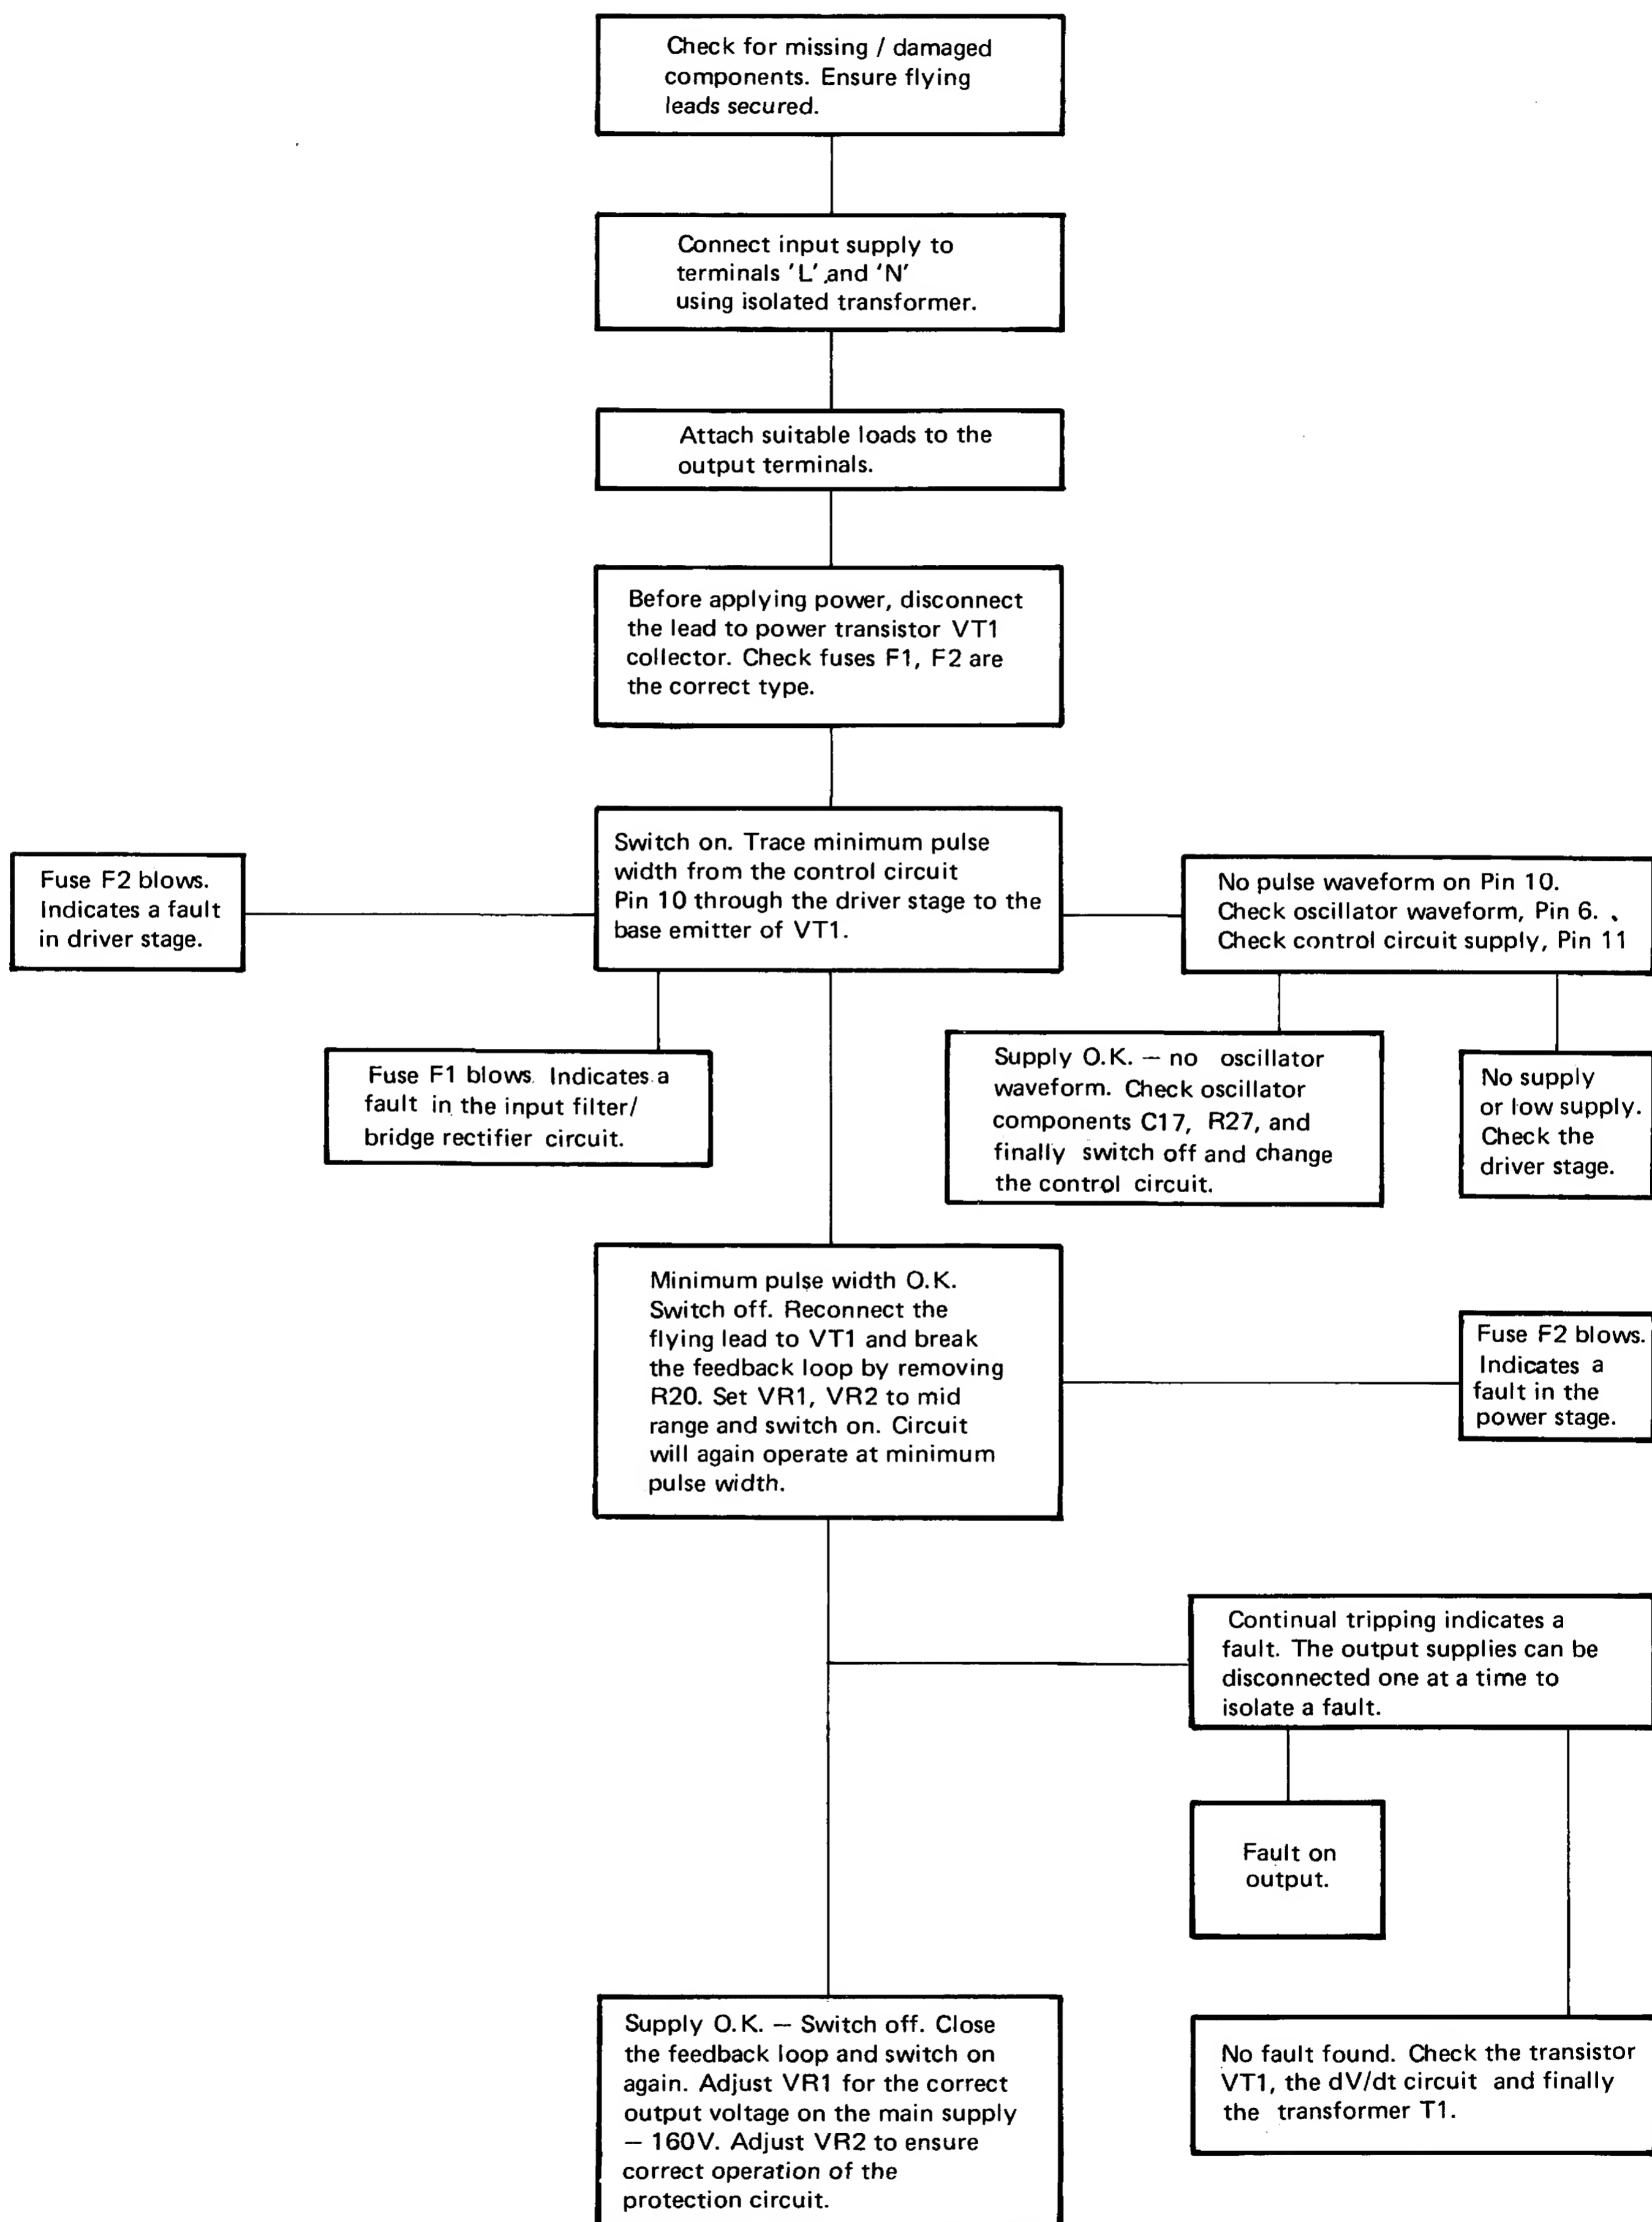 Check for missing / damaged
components. Ensure flying
leads secured.
Connect input supply to
terminals 'L' and 'N'
using isolated transformer.
Attach suitable loads to the
output terminals.
Before applying power, disconnect
the lead to power transistor VT1
collector. Check fuses F1, F2 are
the correct type.
Switch on. Trace minimum pulse
width from the control circuit
Pin 10 through the driver stage to the
base emitter of VT1.
Fuse F2 blows.
Indicates a fault
in driver stage.
No pulse waveform on Pin 10.
Check oscillator waveform, Pin 6.
Check control circuit supply, Pin 11
Fuse F1 blows. Indicates a
fault in the input filter/
bridge rectifier circuit.
Supply O.K. — no oscillator
waveform. Check oscillator
components C17, R27, and
finally switch off and change
the control circuit.
No supply
or low supply.
Check the
driver stage.
Minimum pulse width O.K.
Switch off. Reconnect the
flying lead to VT1 and break
the feedback loop by removing
R20. Set VR1, VR2 to mid
range and switch on. Circuit
will again operate at minimum
pulse width.
Fuse F2 blows.
Indicates a
fault in the
power stage.
Continual tripping indicates a
fault. The output supplies can be
disconnected one at a time to
isolate a fault.
Fault on
output.
Supply O.K. — Switch off. Close
the feedback loop and switch on
again. Adjust VR1 for the correct
output voltage on the main supply
— 160V. Adjust VR2 to ensure
correct operation of the
protection circuit.
No fault found. Check the transistor
VT1, the dV/dt circuit and finally
the transformer T1.